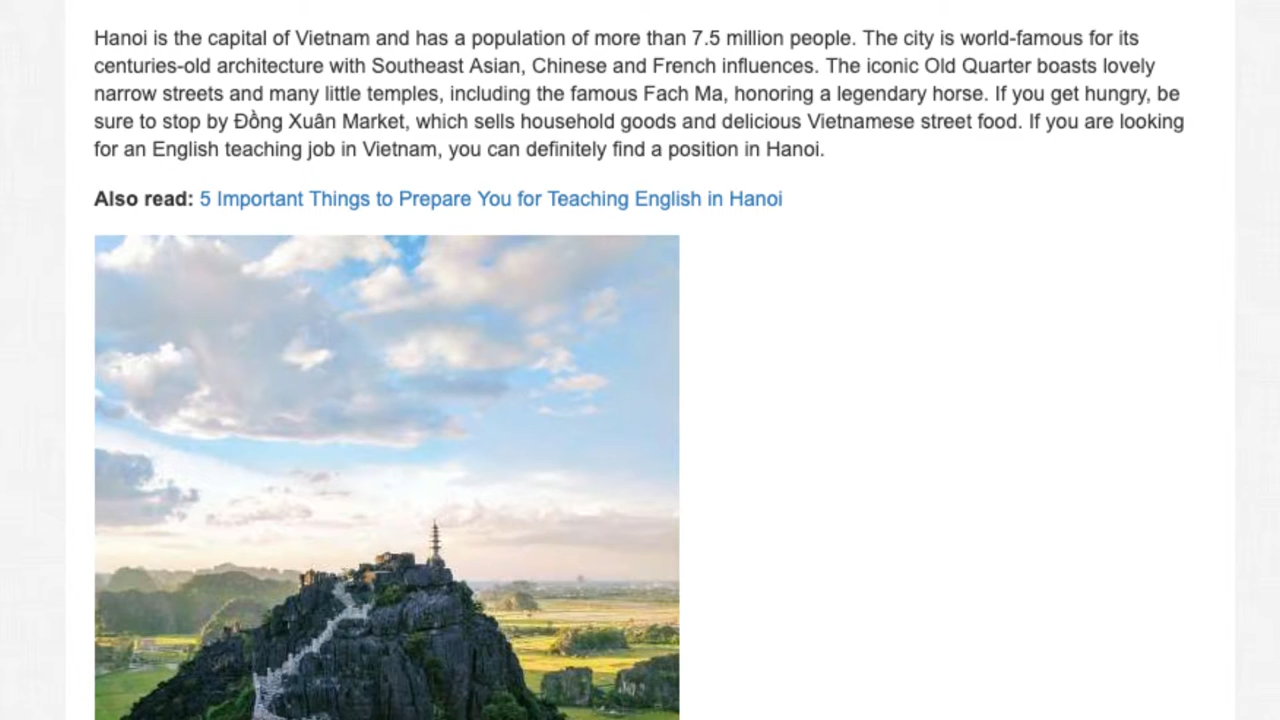 Hanoi is the capital of Vietnam and has a population of more than 7.5 million people. The city is world-famous for its
centuries-old architecture with Southeast Asian, Chinese and French influences. The iconic Old Quarter boasts lovely
narrow streets and many little temples, including the famous Fach Ma, honoring a legendary horse. If you get hungry, be
sure to stop by Đồng Xuân Market, which sells household goods and delicious Vietnamese street food. If you are looking
for an English teaching job in Vietnam, you can definitely find a position in Hanoi.
Also read: 5 Important Things to Prepare You for Teaching English in Hanoi